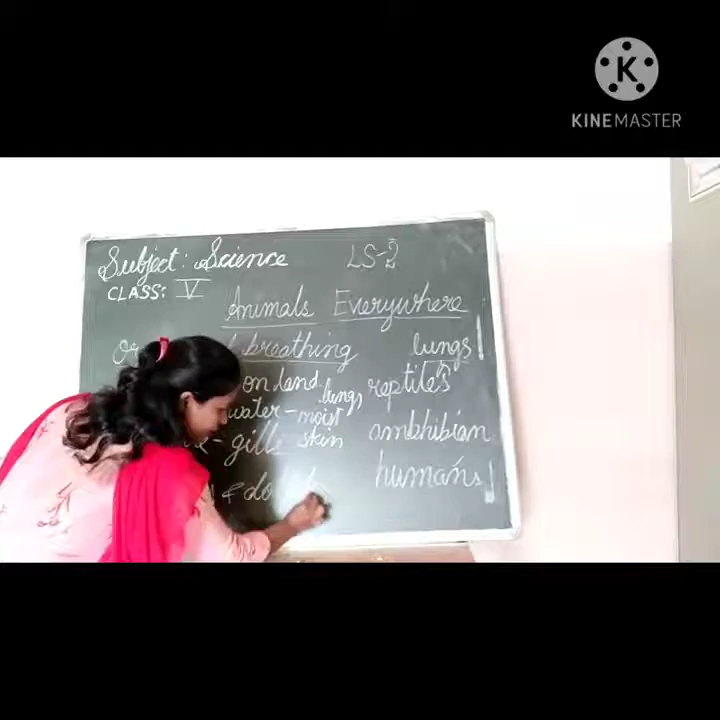 KINEMASTER
Subject: Science LS-2
CLASS: V
Animals Everywhere
breathing lungs
on land lungs reptiles
water - moist
- gills skin ambhibian
& humans